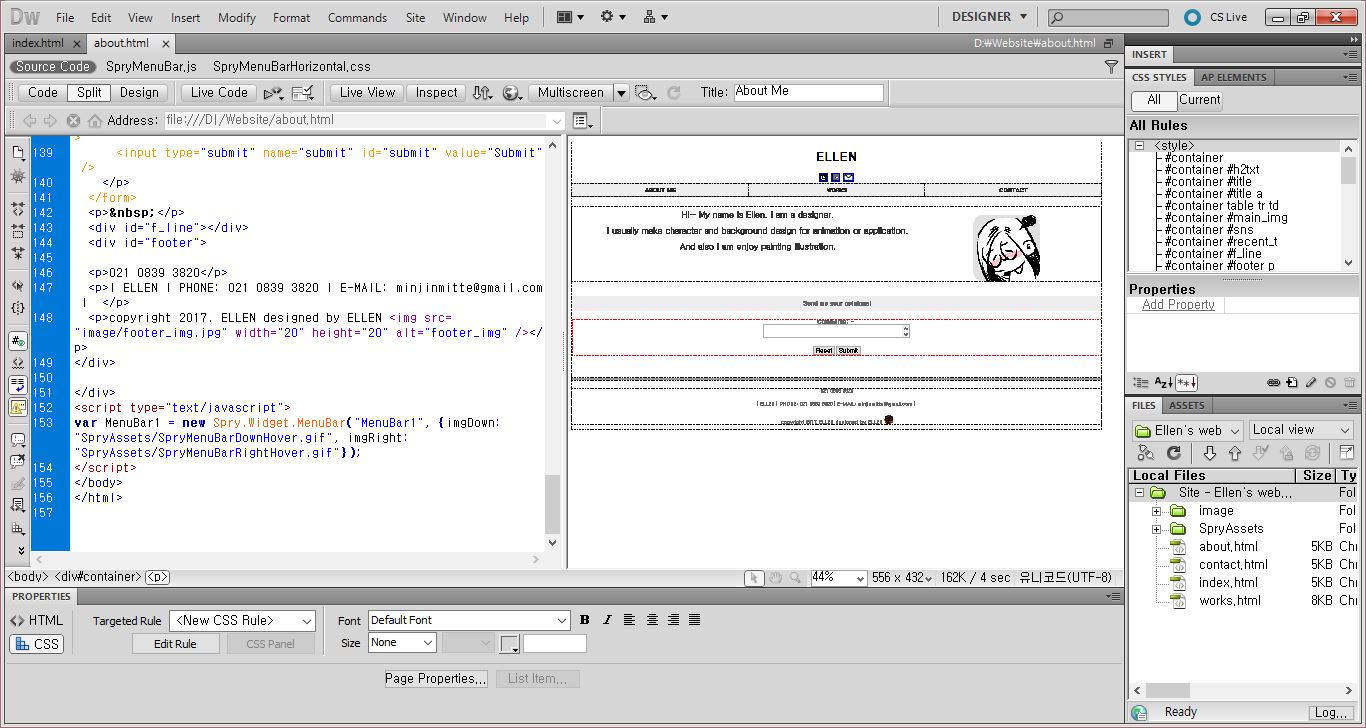 Dw File Edit View Insert Modify Format Commands Site Window Help DESIGNER CS Live
index.html about.html D:₩Website₩about.html
Source Code SpryMenuBar.js SpryMenuBarHorizontal.css
Code Split Design Live Code Live View Inspect Multiscreen Title: About Me
Address: file:///D|/Website/about.html
>
139 <input type="submit" name="submit" id="submit" value="Submit"
/>
140 </p>
141 </form>
142 <p>&nbsp;</p>
143 <div id="f_line"></div>
144 <div id="footer">
145
146 <p>021 0839 3820</p>
147 <p>| ELLEN | PHONE: 021 0839 3820 | E-MAIL: minjinmitte@gmail.com
| </p>
148 <p>copyright 2017. ELLEN designed by ELLEN <img src=
"image/footer_img.jpg" width="20" height="20" alt="footer_img" /></
p>
149 </div>
150
151 </div>
152 <script type="text/javascript">
153 var MenuBar1 = new Spry.Widget.MenuBar("MenuBar1", {imgDown:
"SpryAssets/SpryMenuBarDownHover.gif", imgRight:
"SpryAssets/SpryMenuBarRightHover.gif"});
154 </script>
155 </body>
156 </html>
157
ELLEN
ABOUT ME WORKS CONTACT
Hi~ My name is Ellen. I am a designer.
I usually make character and background design for animation or application.
And also I am enjoy painting illustration.
Send me your opinions!
Comments: -
Reset Submit
021 0839 3820
| ELLEN | PHONE: 021 0839 3820 | E-MAIL: minjinmitte@gmail.com |
copyright 2017. ELLEN designed by ELLEN
<body> <div#container> <p> 44% 556 x 432 162K / 4 sec 유니코드(UTF-8)
PROPERTIES
<> HTML Targeted Rule <New CSS Rule> Font Default Font B I
CSS Edit Rule CSS Panel Size None
Page Properties... List Item...
INSERT
CSS STYLES AP ELEMENTS
All Current
All Rules
<style>
#container
#container #h2txt
#container #title
#container #title a
#container table tr td
#container #main_img
#container #sns
#container #recent_t
#container #f_line
#container #footer p
Properties
Add Property
FILES ASSETS
Ellen's web Local view
Local Files Size Ty
Site - Ellen's web... Fol
image Fol
SpryAssets Fol
about.html 5KB Chr
contact.html 5KB Chr
index.html 5KB Chr
works.html 8KB Chr
Ready Log...